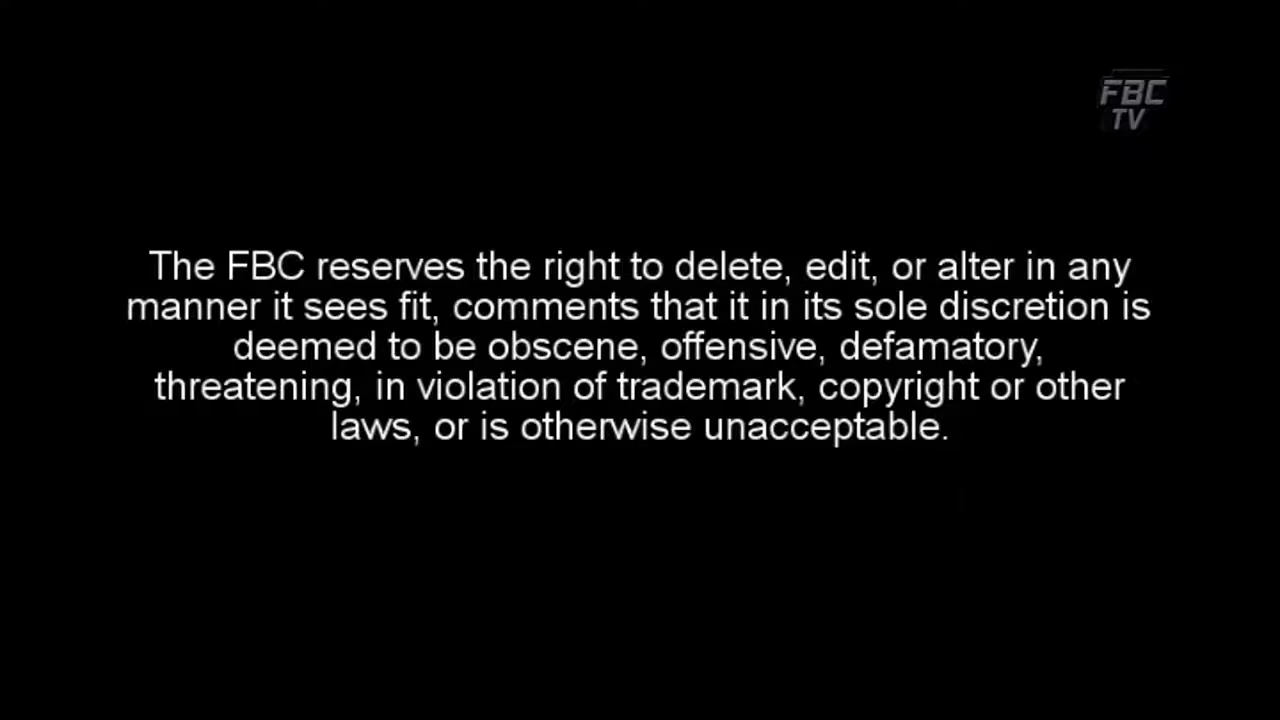 FBC
TV
The FBC reserves the right to delete, edit, or alter in any
manner it sees fit, comments that it in its sole discretion is
deemed to be obscene, offensive, defamatory,
threatening, in violation of trademark, copyright or other
laws, or is otherwise unacceptable.